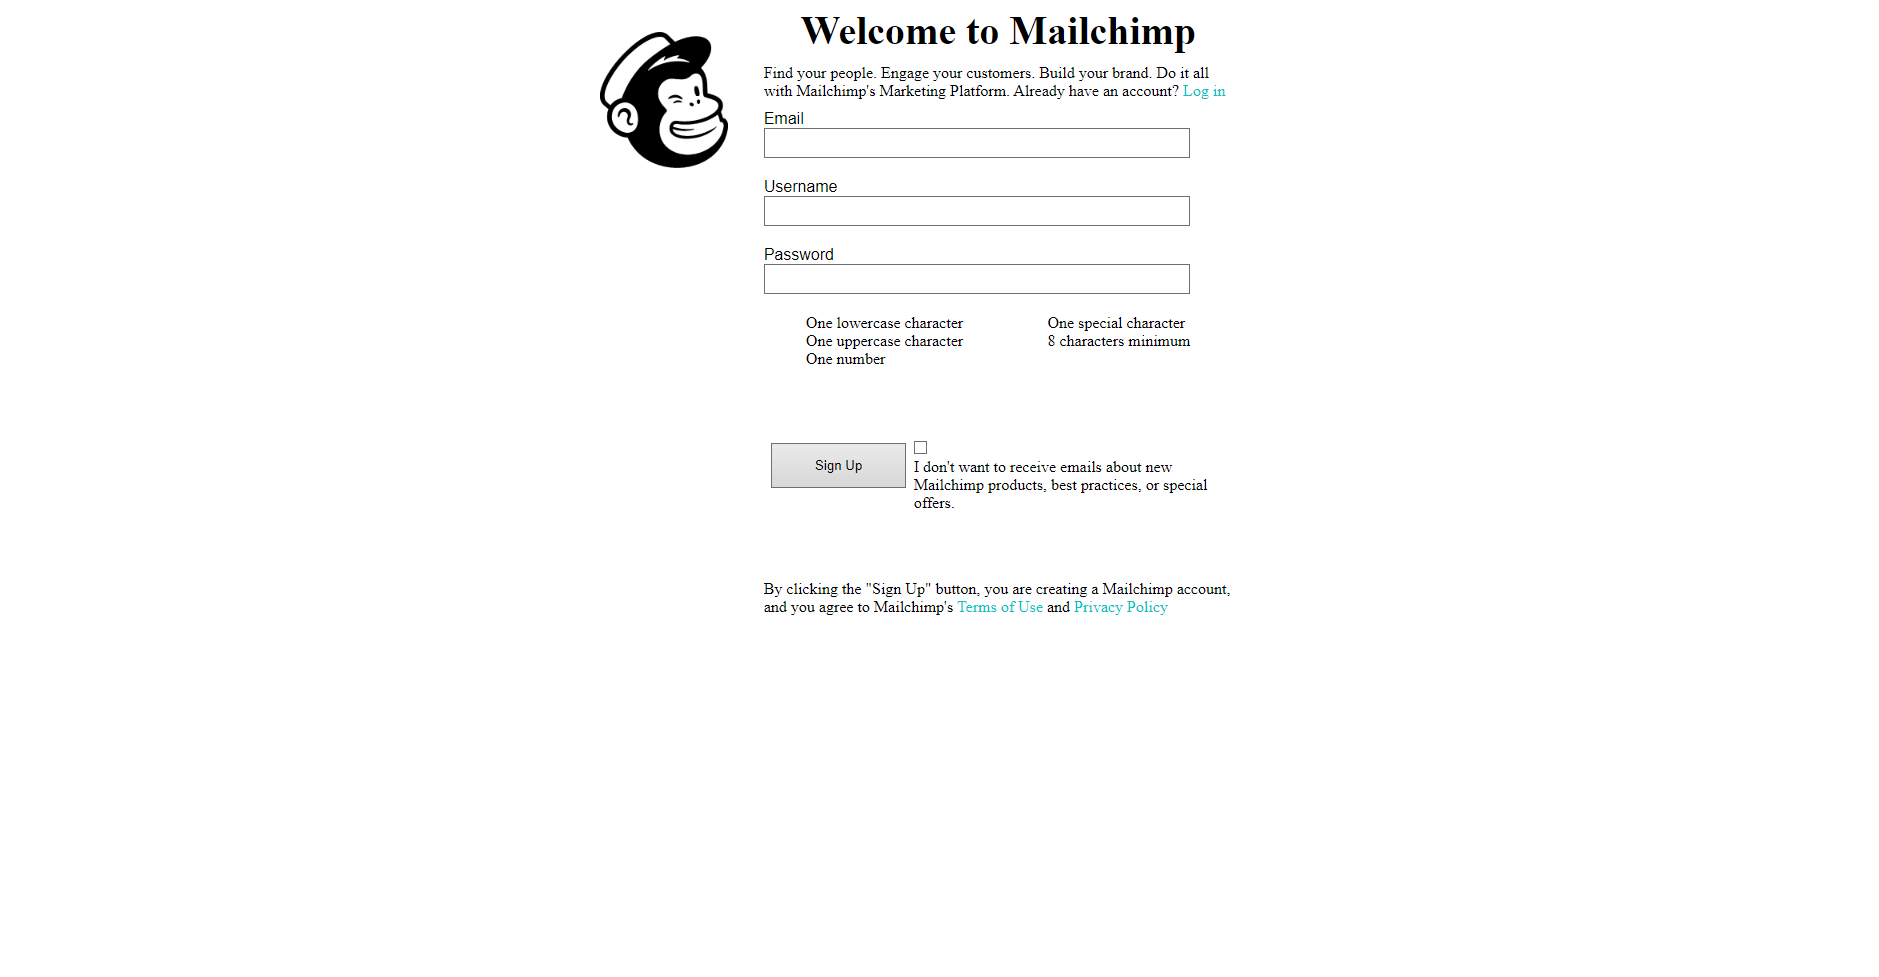 Welcome to Mailchimp
Find your people. Engage your customers. Build your brand. Do it all
with Mailchimp's Marketing Platform. Already have an account? Log in
Email
Username
Password
One lowercase character
One uppercase character
One number
One special character
8 characters minimum
Sign Up
I don't want to receive emails about new
Mailchimp products, best practices, or special
offers.
By clicking the "Sign Up" button, you are creating a Mailchimp account,
and you agree to Mailchimp's Terms of Use and Privacy Policy